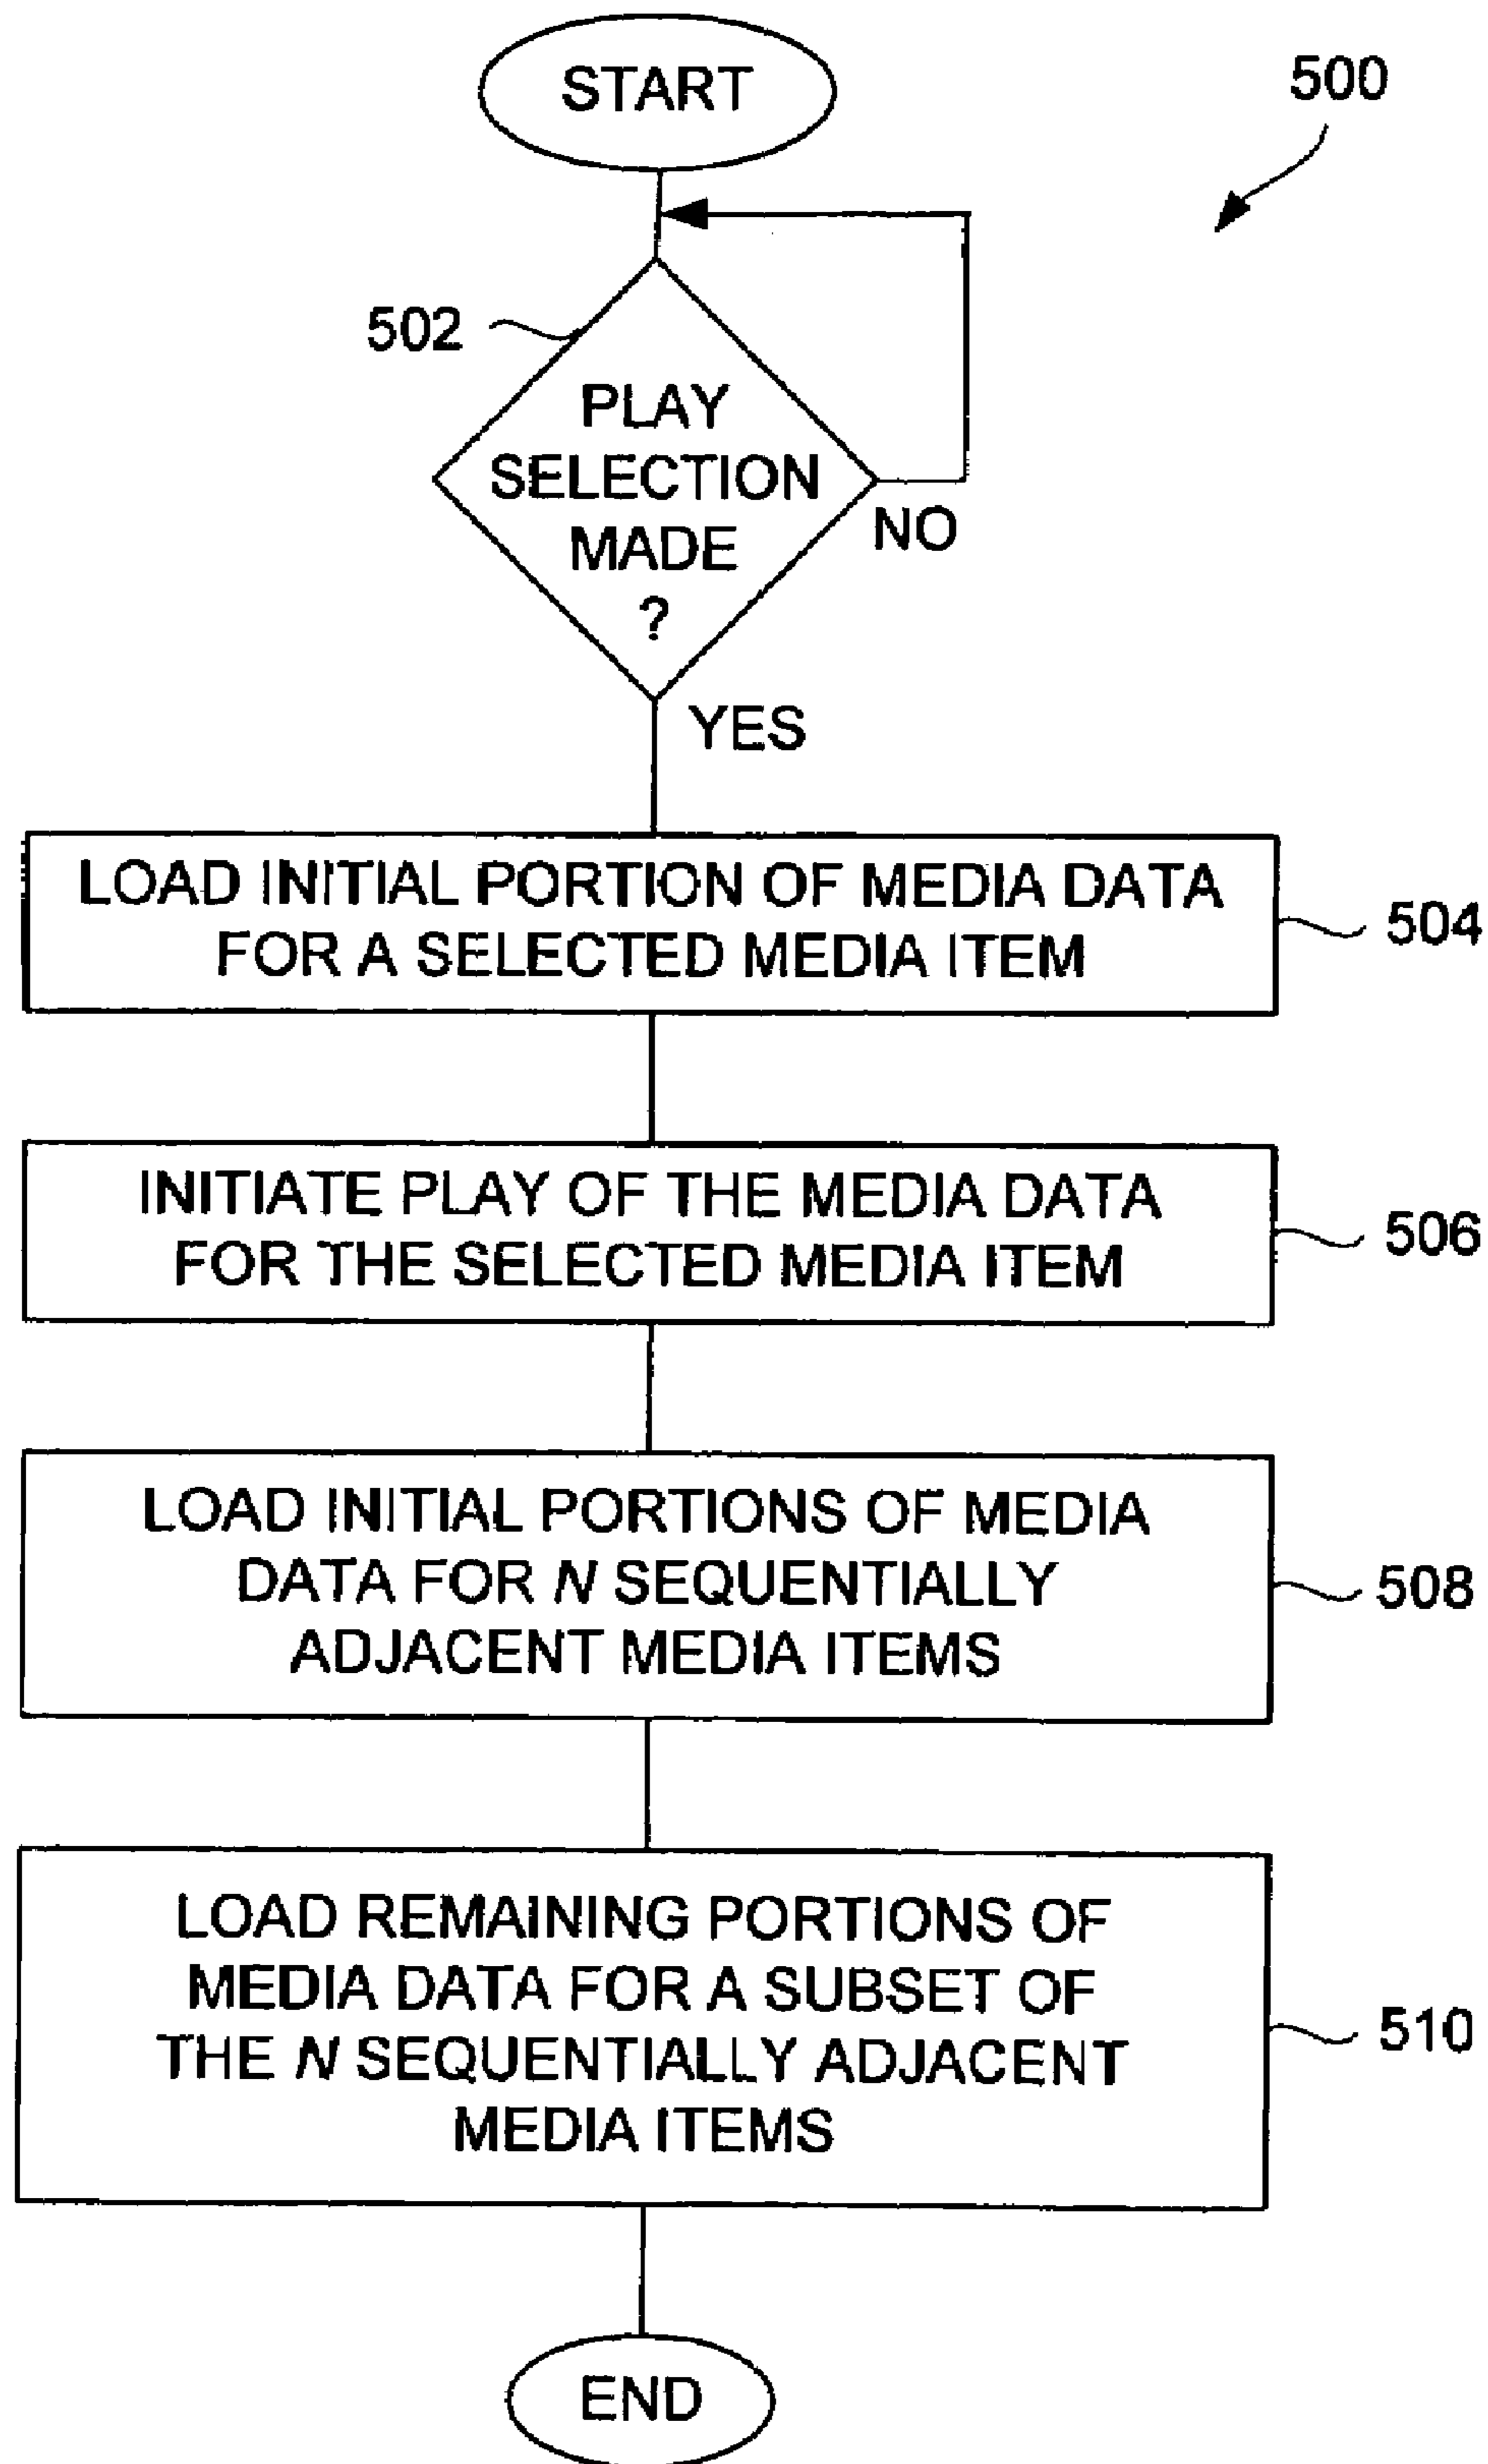 START
500
502
PLAY
SELECTION
MADE
?
NO
YES
LOAD INITIAL PORTION OF MEDIA DATA
FOR A SELECTED MEDIA ITEM
504
INITIATE PLAY OF THE MEDIA DATA
FOR THE SELECTED MEDIA ITEM
506
LOAD INITIAL PORTIONS OF MEDIA
DATA FOR N SEQUENTIALLY
ADJACENT MEDIA ITEMS
508
LOAD REMAINING PORTIONS OF
MEDIA DATA FOR A SUBSET OF
THE N SEQUENTIALLY ADJACENT
MEDIA ITEMS
510
END